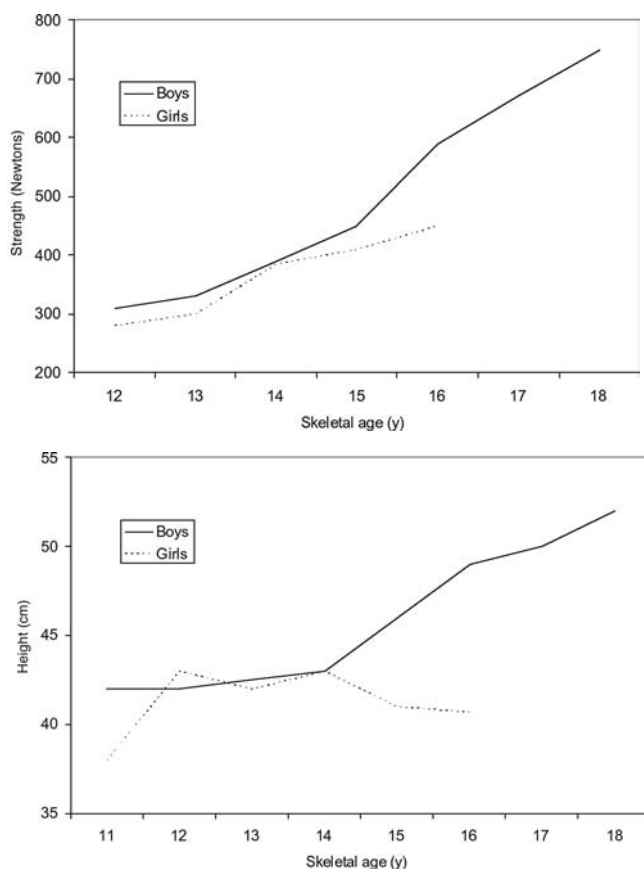 800
700
600
500
400
300
200
Strength (Newtons)
Boys
Girls
12 13 14 15 16 17 18
Skeletal age (y)
55
50
45
40
35
Height (cm)
Boys
Girls
11 12 13 14 15 16 17 18
Skeletal age (y)